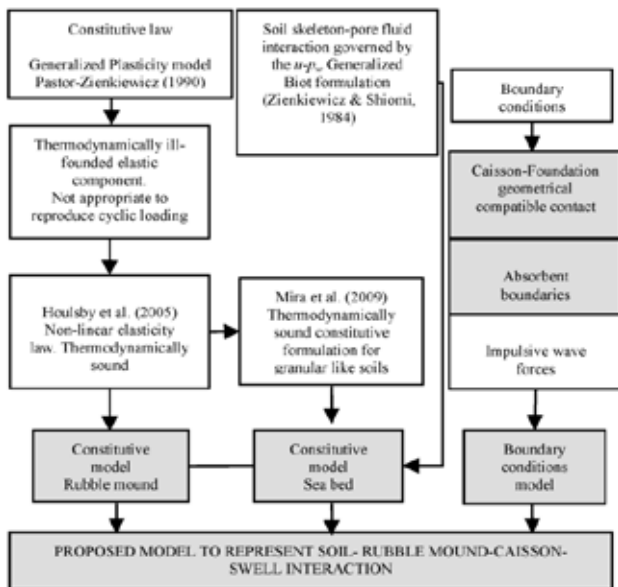 Constitutive law
Generalized Plasticity model
Pastor-Zienkiewicz (1990)
Soil skeleton-pore fluid
interaction governed by
the u-pw Generalized
Biot formulation
(Zienkiewicz & Shiomi,
1984)
Boundary
conditions
Thermodynamically ill-
founded elastic
component.
Not appropriate to
reproduce cyclic loading
Caisson-Foundation
geometrical
compatible contact
Absorbent
boundaries
Impulsive wave
forces
Houlsby et al. (2005)
Non-linear elasticity
law. Thermodynamically
sound
Mira et al. (2009)
Thermodynamically
sound constitutive
formulation for
granular like soils
Constitutive
model
Rubble mound
Constitutive
model
Sea bed
Boundary
conditions
model
PROPOSED MODEL TO REPRESENT SOIL- RUBBLE MOUND-CAISSON-
SWELL INTERACTION